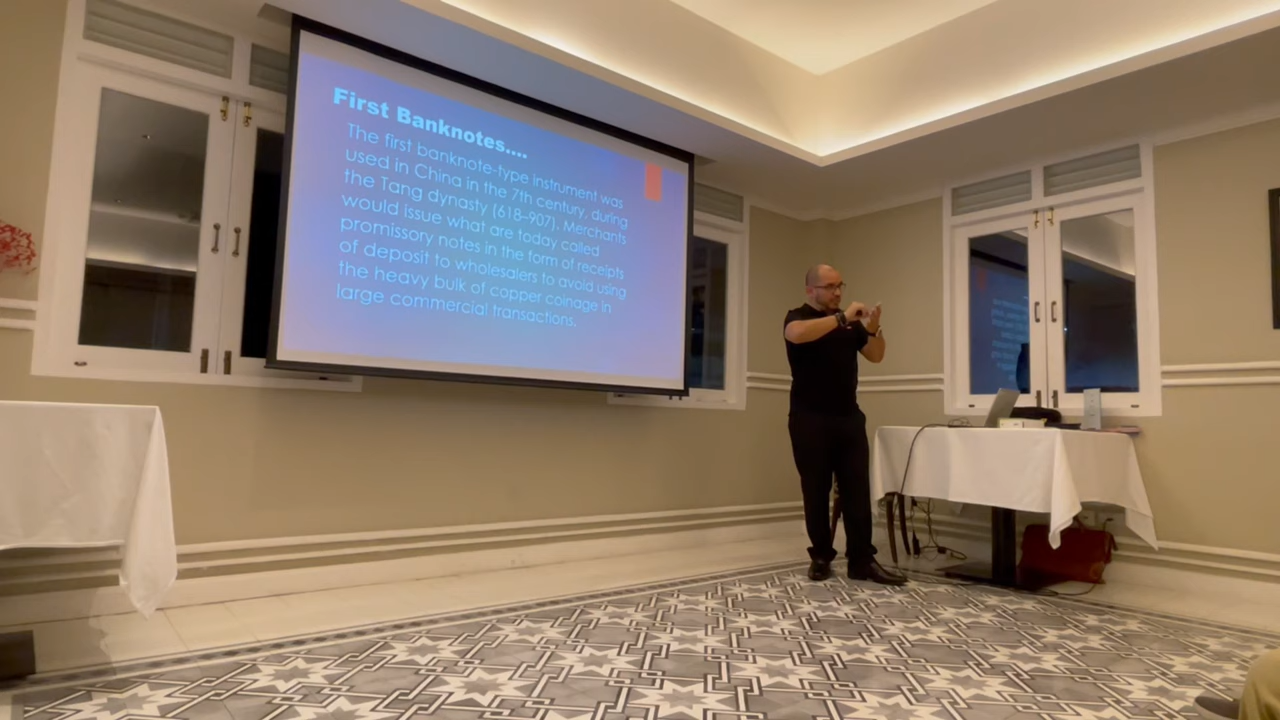 First Banknotes....
The first banknote-type instrument was
used in China in the 7th century, during
the Tang dynasty (618–907). Merchants
would issue what are today called
promissory notes in the form of receipts
of deposit to wholesalers to avoid using
the heavy bulk of copper coinage in
large commercial transactions.